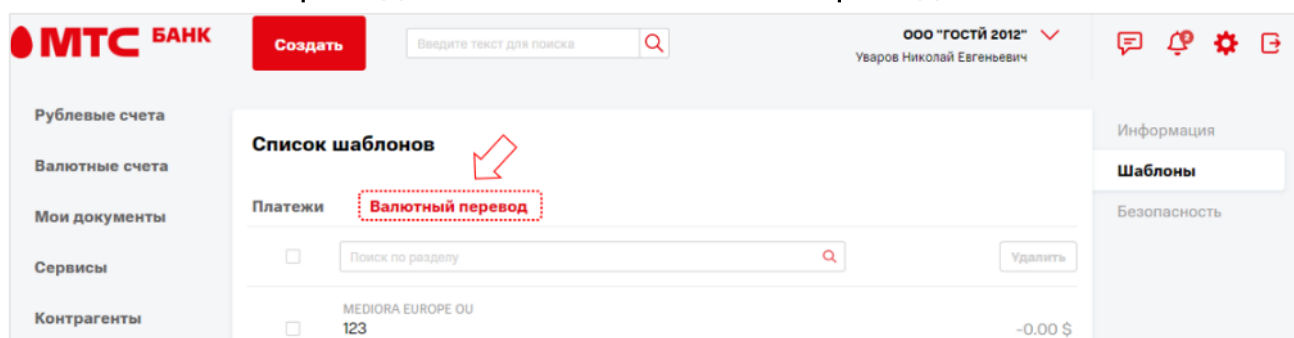 МТС БАНК
Создать
Введите текст для поиска
ООО "ГОСТЙ 2012"
Уваров Николай Евгеньевич
Рублевые счета
Валютные счета
Мои документы
Сервисы
Контрагенты
Список шаблонов
Платежи Валютный перевод
Поиск по разделу
Удалить
MEDIORA EUROPE OU
123
-0.00 $
Информация
Шаблоны
Безопасность